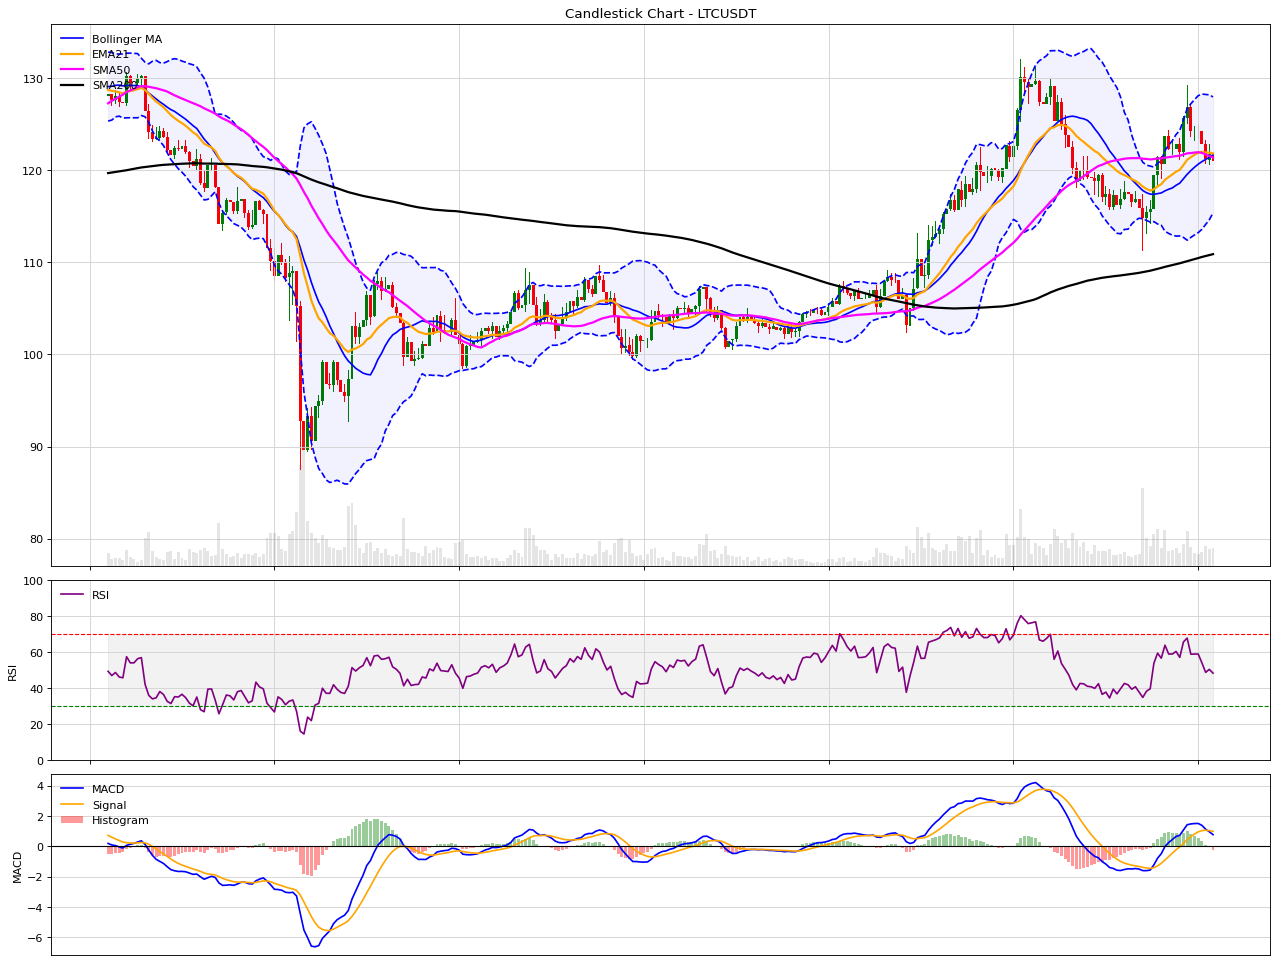 Candlestick Chart - LTCUSDT
Bollinger MA
EMA21
SMA50
SMA200
130
120
110
100
90
80
RSI
100
80
60
40
20
0
RSI
MACD
Signal
Histogram
4
2
0
−2
−4
−6
MACD